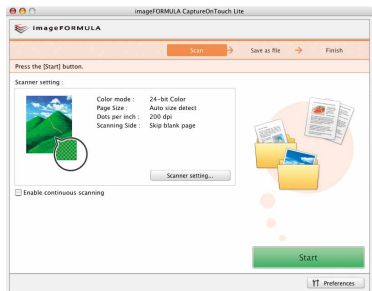 imageFORMULA CaptureOnTouch Lite
imageFORMULA
Scan
Save as file
Finish
Press the [Start] button.
Scanner setting :
Color mode : 24-bit Color
Page Size : Auto size detect
Dots per inch : 200 dpi
Scanning Side : Skip blank page
Scanner setting...
Enable continuous scanning
Start
Preferences